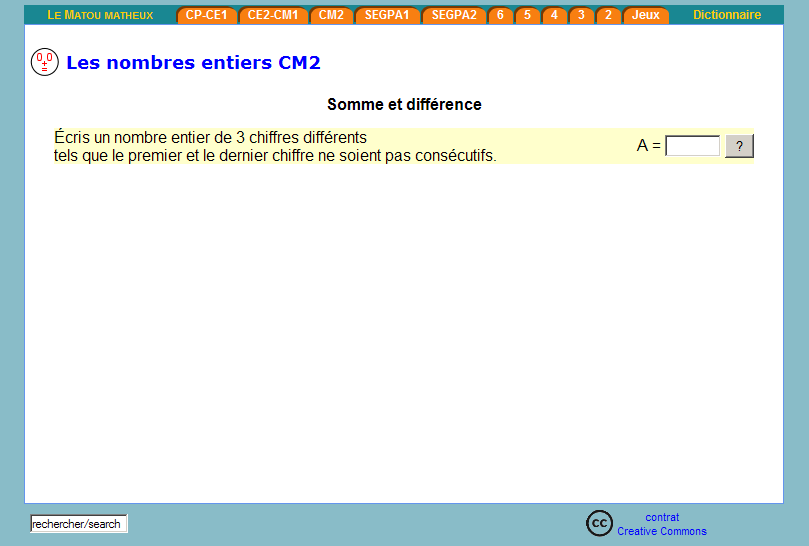 LE MATOU MATHEUX CP-CE1 CE2-CM1 CM2 SEGPA1 SEGPA2 6 5 4 3 2 Jeux Dictionnaire
Les nombres entiers CM2
Somme et différence
Écris un nombre entier de 3 chiffres différents
tels que le premier et le dernier chiffre ne soient pas consécutifs.
A = ?
rechercher/search
cc
contrat
Creative Commons